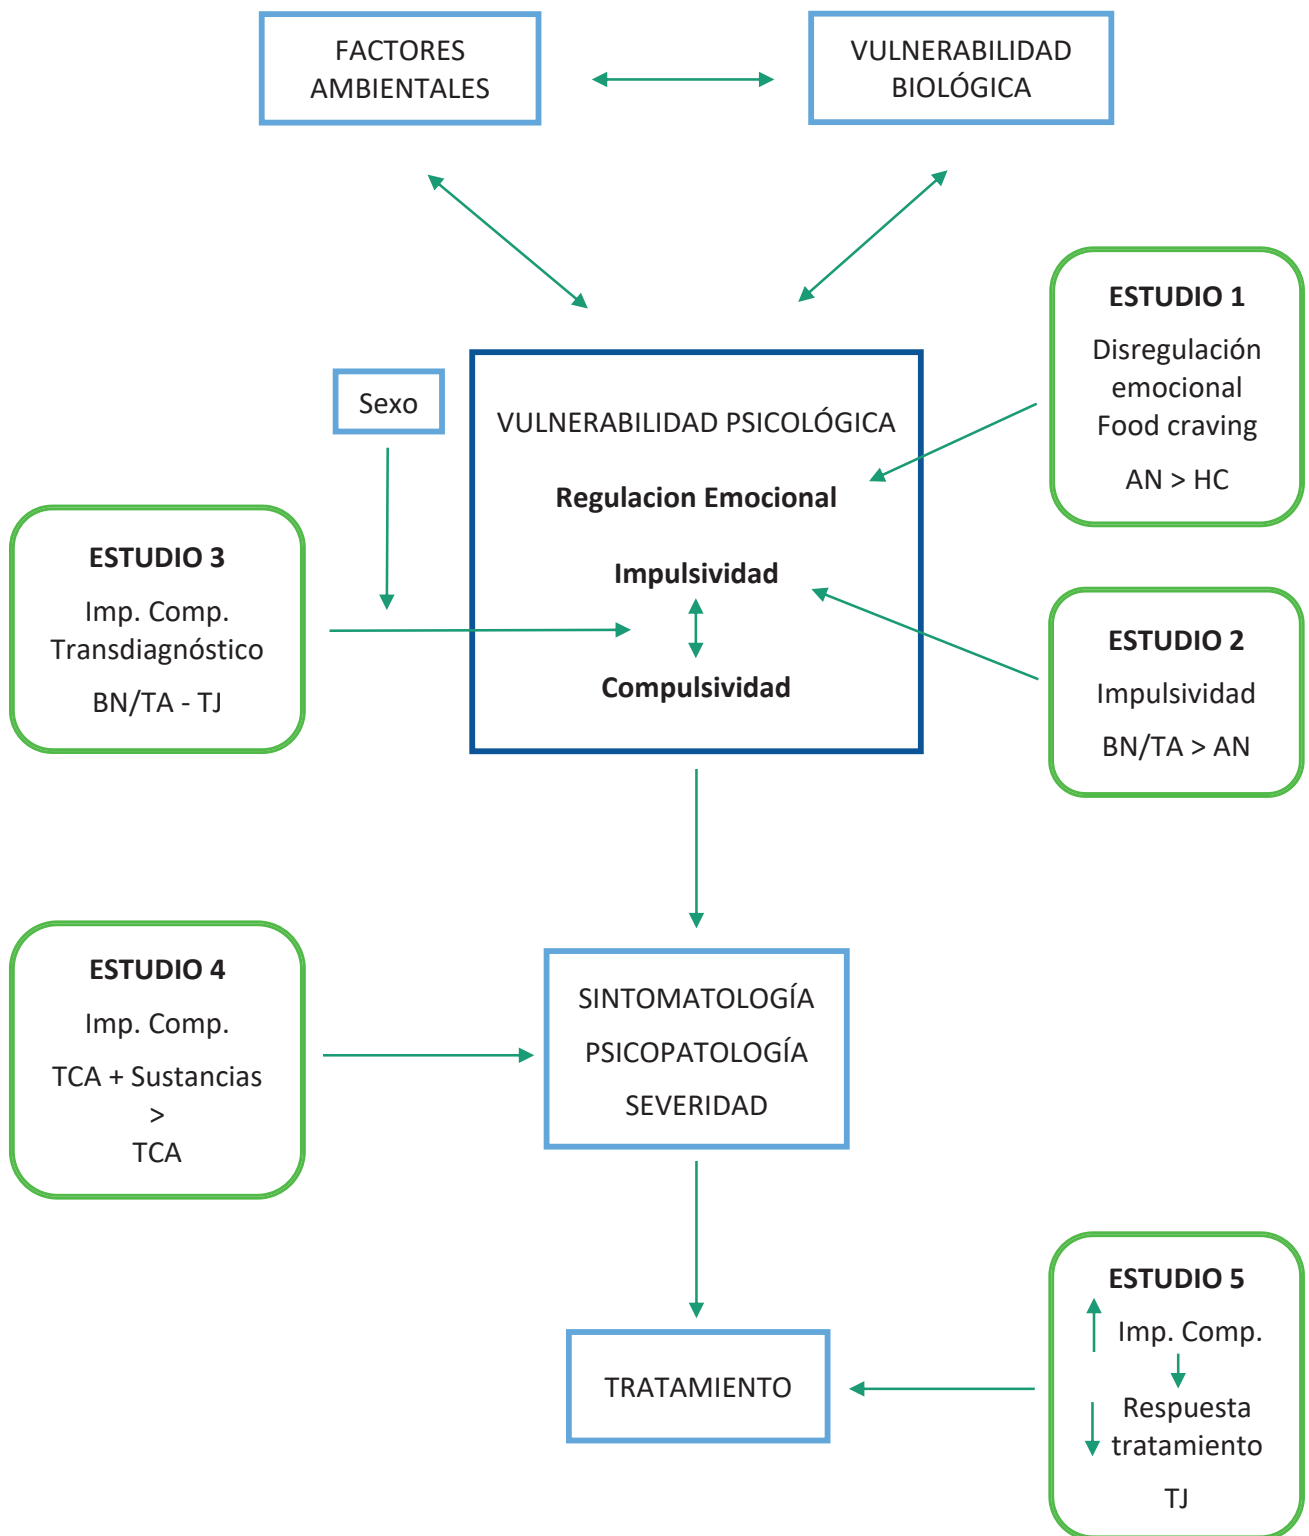 FACTORES
AMBIENTALES
VULNERABILIDAD
BIOLÓGICA
ESTUDIO 1
Disregulación
emocional
Food craving
AN > HC
Sexo
VULNERABILIDAD PSICOLÓGICA
Regulacion Emocional
Impulsividad
Compulsividad
ESTUDIO 3
Imp. Comp.
Transdiagnóstico
BN/TA - TJ
ESTUDIO 2
Impulsividad
BN/TA > AN
ESTUDIO 4
Imp. Comp.
TCA + Sustancias
>
TCA
SINTOMATOLOGÍA
PSICOPATOLOGÍA
SEVERIDAD
ESTUDIO 5
Imp. Comp.
Respuesta
tratamiento
TJ
TRATAMIENTO